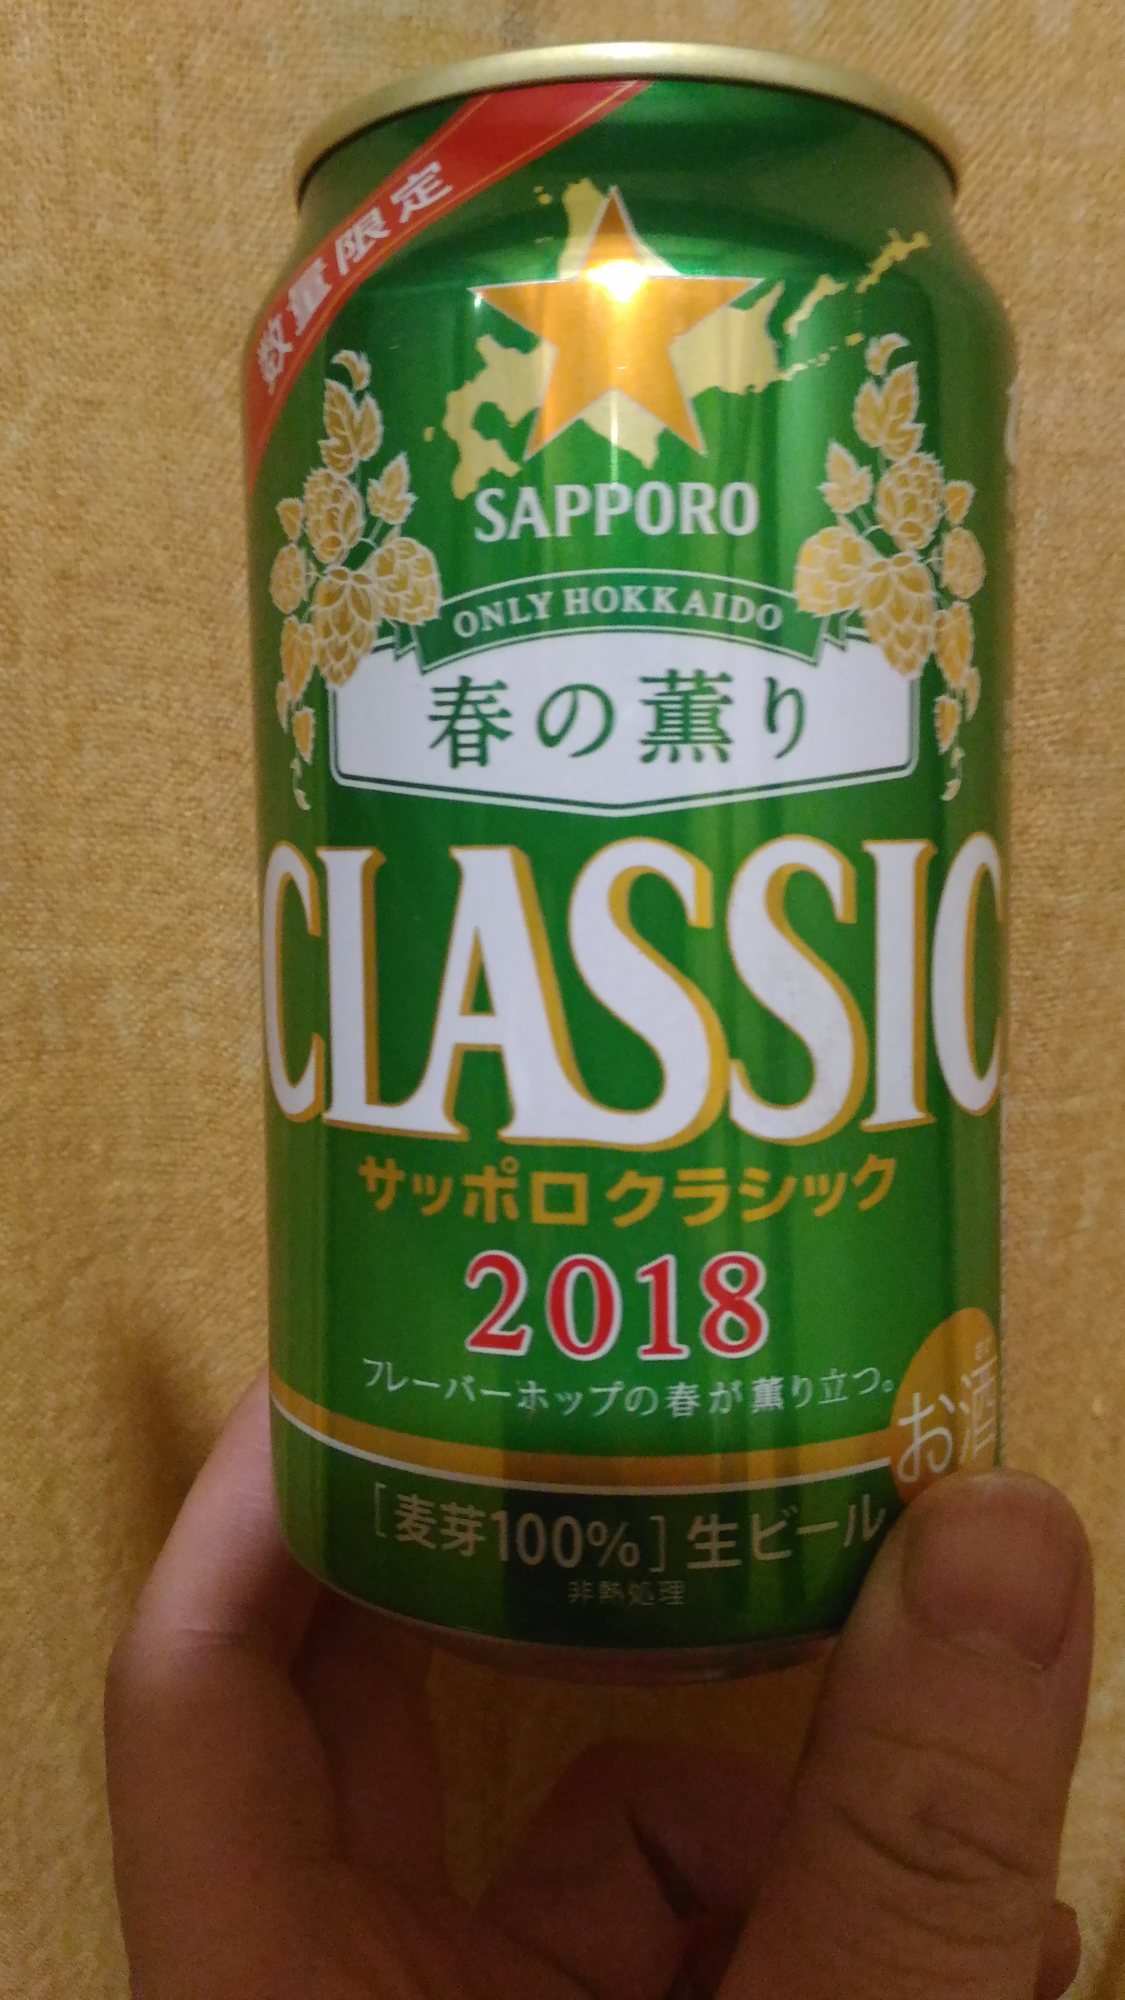 数量限定
SAPPORO
ONLY HOKKAIDO
春の薫り
CLASSIC
サッポロクラシック
2018
フレーバーホップの春が薫り立つ。
お酒
[麦芽100%]生ビール
非熱処理